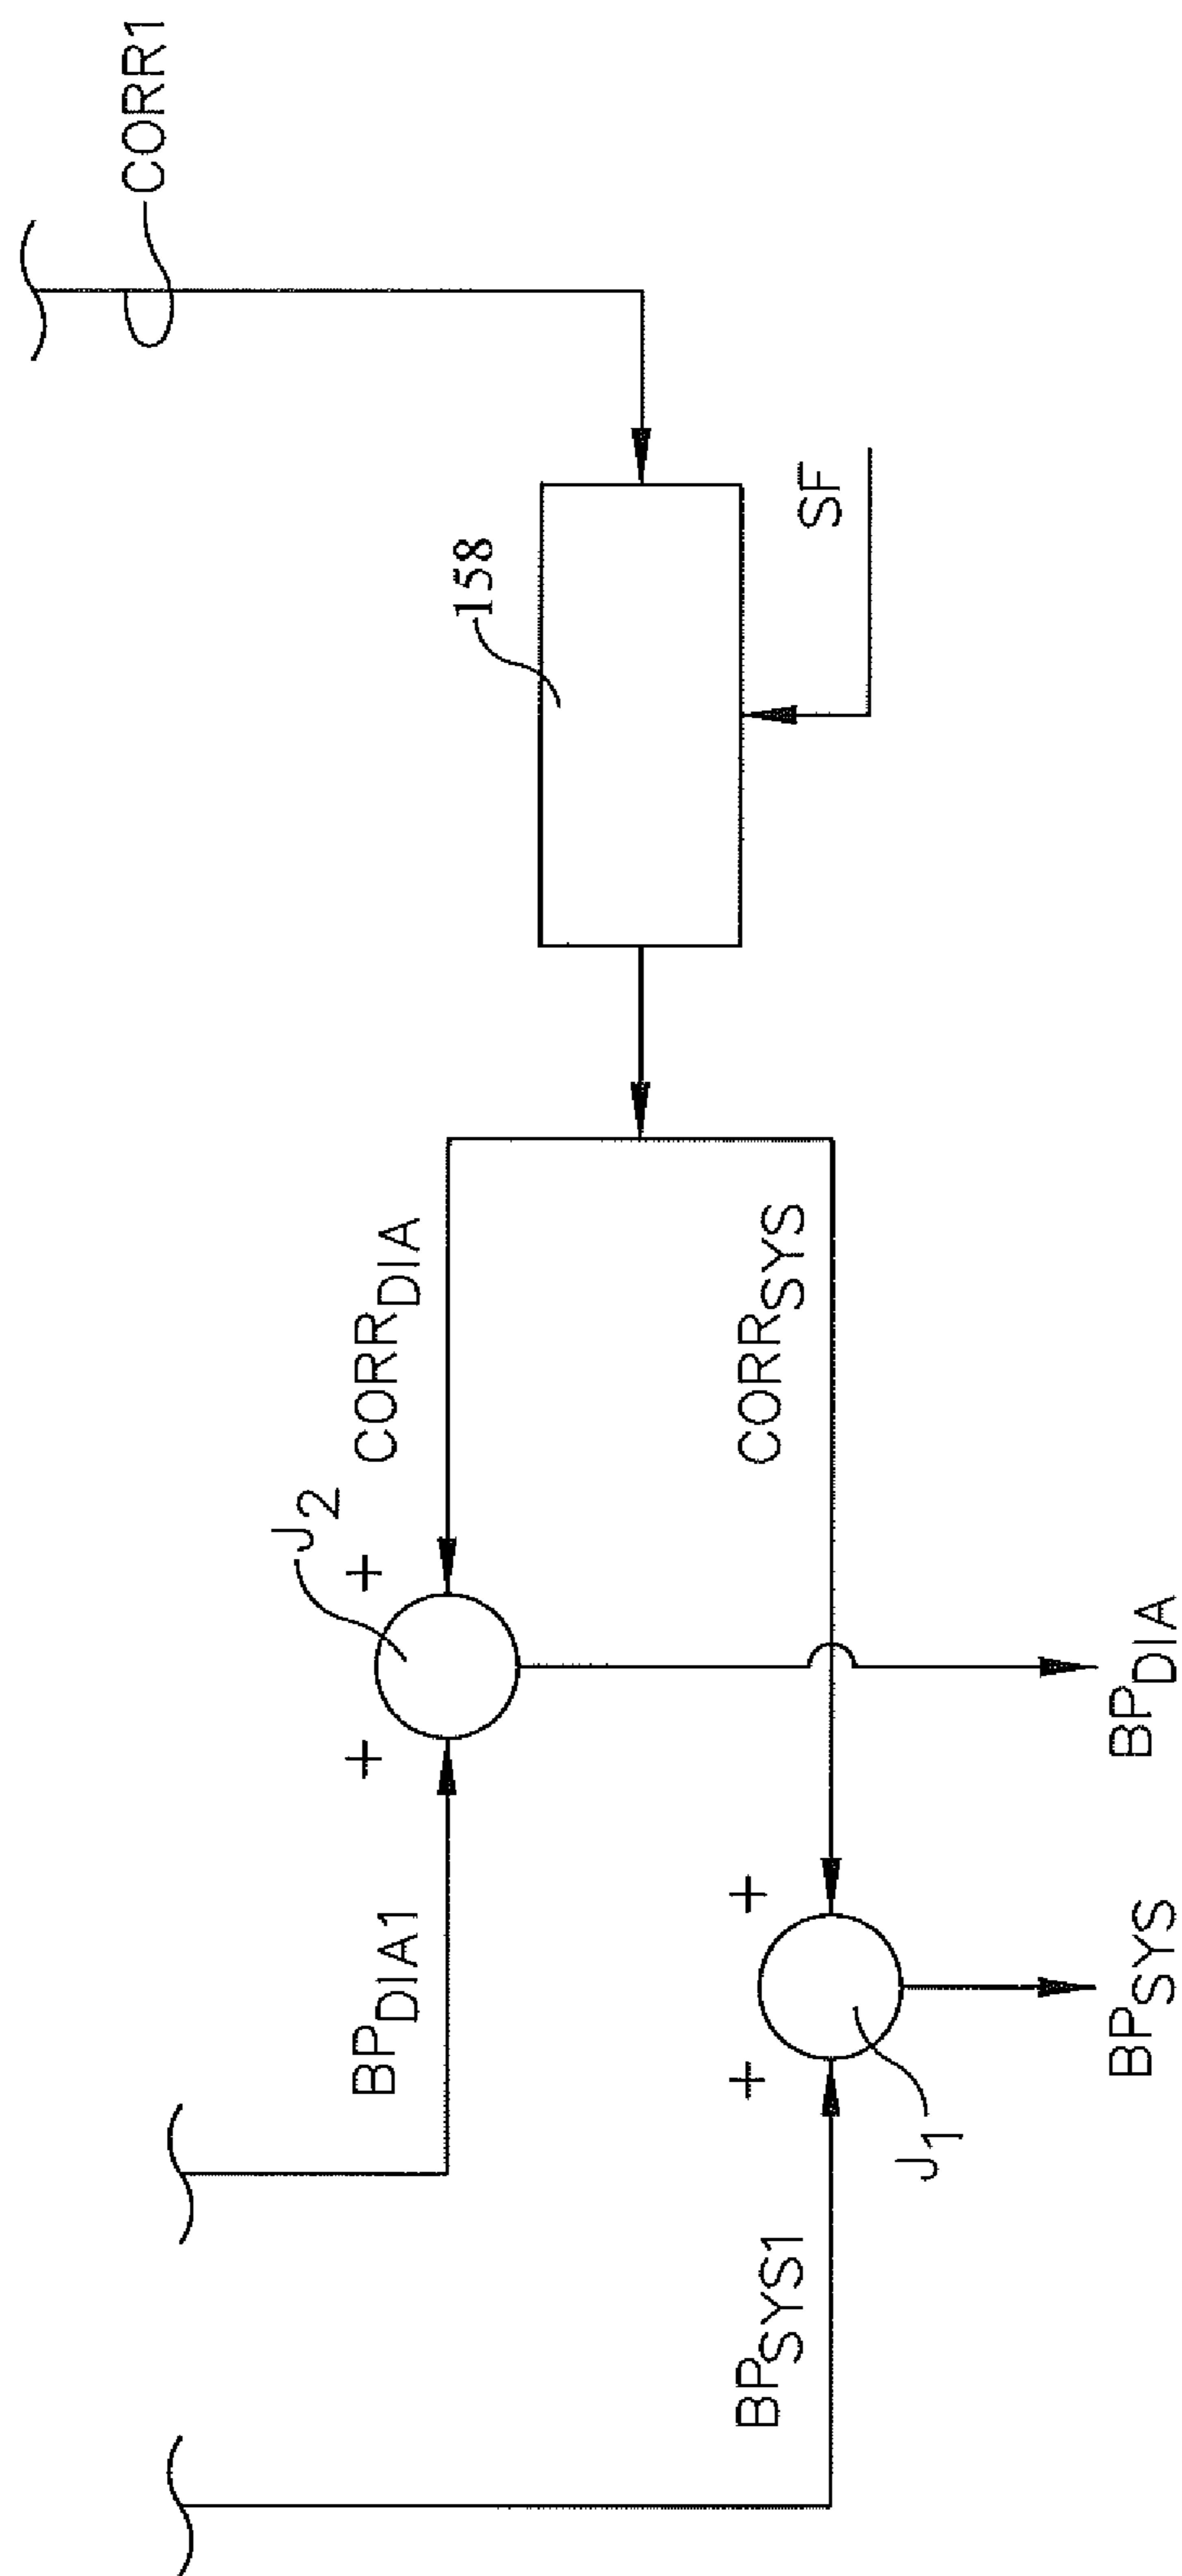 CORR1
158
SF
CORR_DIA
CORR_SYS
J_2
+
+
BP_DIA1
+
+
J_1
BP_SYS1
BP_DIA
BP_SYS